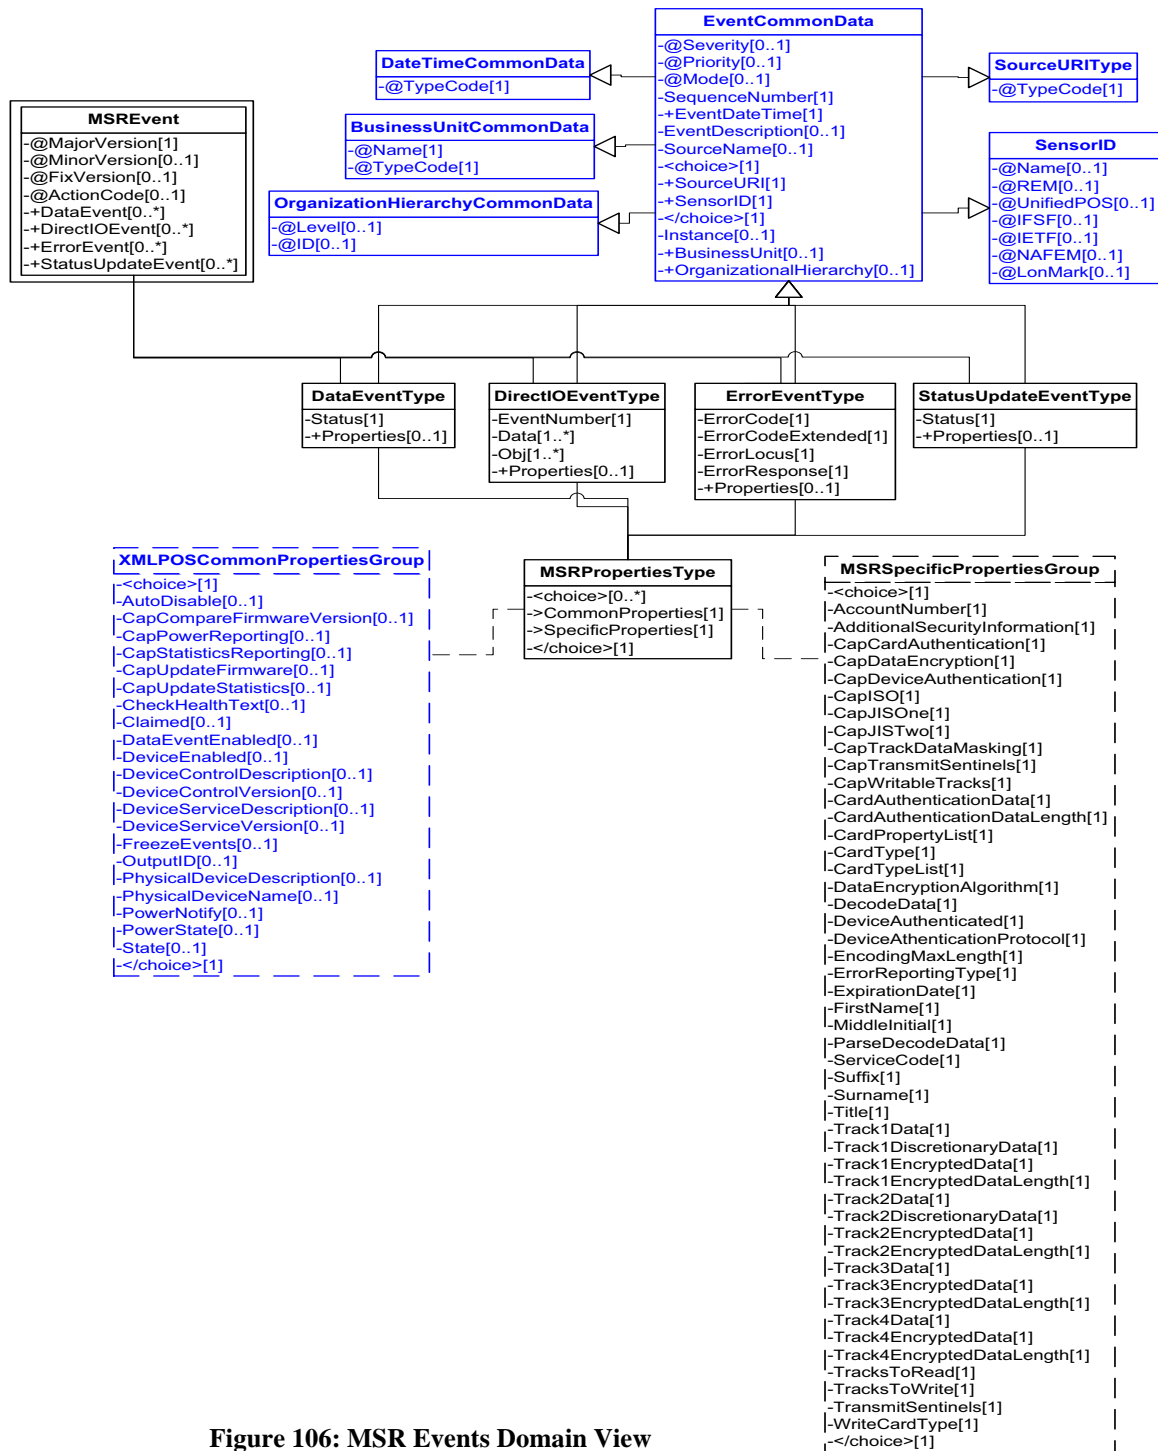 EventCommonData
-@Severity[0..1]
-@Priority[0..1]
-@Mode[0..1]
-SequenceNumber[1]
-+EventDateTime[1]
-EventDescription[0..1]
-SourceName[0..1]
-<choice>[1]
-+SourceURI[1]
-+SensorID[1]
-</choice>[1]
-Instance[0..1]
-+BusinessUnit[0..1]
-+OrganizationalHierarchy[0..1]
DateTimeCommonData
-@TypeCode[1]
SourceURIType
-@TypeCode[1]
MSREvent
-@MajorVersion[1]
-@MinorVersion[0..1]
-@FixVersion[0..1]
-@ActionCode[0..1]
-+DataEvent[0..*]
-+DirectIOEvent[0..*]
-+ErrorEvent[0..*]
-+StatusUpdateEvent[0..*]
BusinessUnitCommonData
-@Name[1]
-@TypeCode[1]
SensorID
-@Name[0..1]
-@REM[0..1]
-@UnifiedPOS[0..1]
-@IFSF[0..1]
-@IETF[0..1]
-@NAFEM[0..1]
-@LonMark[0..1]
OrganizationHierarchyCommonData
-@Level[0..1]
-@ID[0..1]
DataEventType
-Status[1]
-+Properties[0..1]
DirectIOEventType
-EventNumber[1]
-Data[1..*]
-Obj[1..*]
-+Properties[0..1]
ErrorEventType
-ErrorCode[1]
-ErrorCodeExtended[1]
-ErrorLocus[1]
-ErrorResponse[1]
-+Properties[0..1]
StatusUpdateEventType
-Status[1]
-+Properties[0..1]
XMLPOSCommonPropertiesGroup
-<choice>[1]
-AutoDisable[0..1]
-CapCompareFirmwareVersion[0..1]
-CapPowerReporting[0..1]
-CapStatisticsReporting[0..1]
-CapUpdateFirmware[0..1]
-CapUpdateStatistics[0..1]
-CheckHealthText[0..1]
-Claimed[0..1]
-DataEventEnabled[0..1]
-DeviceEnabled[0..1]
-DeviceControlDescription[0..1]
-DeviceControlVersion[0..1]
-DeviceServiceDescription[0..1]
-DeviceServiceVersion[0..1]
-FreezeEvents[0..1]
-OutputID[0..1]
-PhysicalDeviceDescription[0..1]
-PhysicalDeviceName[0..1]
-PowerNotify[0..1]
-PowerState[0..1]
-State[0..1]
-</choice>[1]
MSRPropertiesType
-<choice>[0..*]
->CommonProperties[1]
->SpecificProperties[1]
-</choice>[1]
MSRSpecificPropertiesGroup
-<choice>[1]
-AccountNumber[1]
-AdditionalSecurityInformation[1]
-CapCardAuthentication[1]
-CapDataEncryption[1]
-CapDeviceAuthentication[1]
-CapISO[1]
-CapJISOne[1]
-CapJISTwo[1]
-CapTrackDataMasking[1]
-CapTransmitSentinels[1]
-CapWritableTracks[1]
-CardAuthenticationData[1]
-CardAuthenticationDataLength[1]
-CardPropertyList[1]
-CardType[1]
-CardTypeList[1]
-DataEncryptionAlgorithm[1]
-DecodeData[1]
-DeviceAuthenticated[1]
-DeviceAthenticationProtocol[1]
-EncodingMaxLength[1]
-ErrorReportingType[1]
-ExpirationDate[1]
-FirstName[1]
-MiddleInitial[1]
-ParseDecodeData[1]
-ServiceCode[1]
-Suffix[1]
-Surname[1]
-Title[1]
-Track1Data[1]
-Track1DiscretionaryData[1]
-Track1EncryptedData[1]
-Track1EncryptedDataLength[1]
-Track2Data[1]
-Track2DiscretionaryData[1]
-Track2EncryptedData[1]
-Track2EncryptedDataLength[1]
-Track3Data[1]
-Track3EncryptedData[1]
-Track3EncryptedDataLength[1]
-Track4Data[1]
-Track4EncryptedData[1]
-Track4EncryptedDataLength[1]
-TracksToRead[1]
-TracksToWrite[1]
-TransmitSentinels[1]
-WriteCardType[1]
-</choice>[1]
Figure 106: MSR Events Domain View